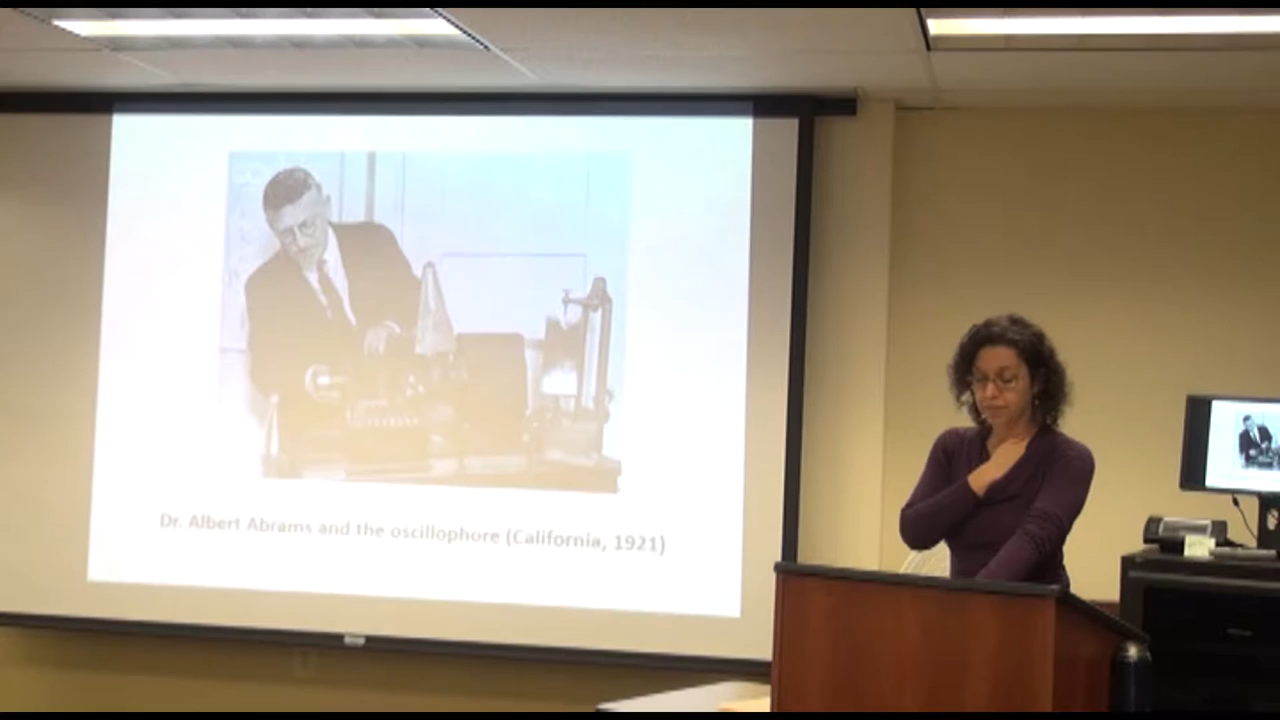 Dr. Albert Abrams and the oscillophore (California, 1921)